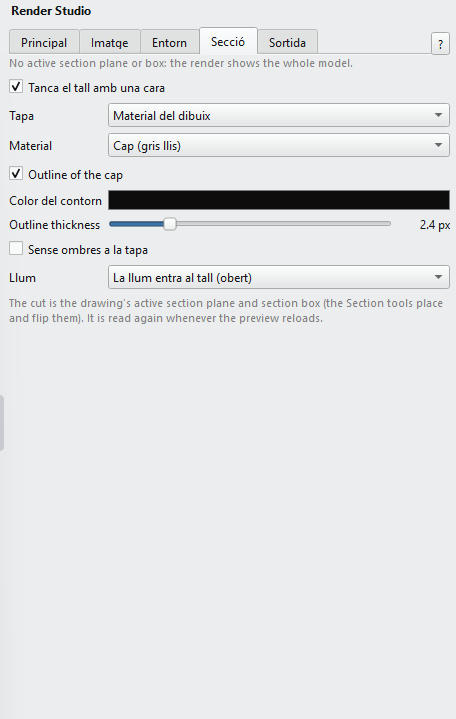 Render Studio
Principal
Imatge
Entorn
Secció
Sortida
?
No active section plane or box: the render shows the whole model.
Tanca el tall amb una cara
Tapa
Material del dibuix
Material
Cap (gris llis)
Outline of the cap
Color del contorn
Outline thickness
2.4 px
Sense ombres a la tapa
Llum
La llum entra al tall (obert)
The cut is the drawing's active section plane and section box (the Section tools place
and flip them). It is read again whenever the preview reloads.